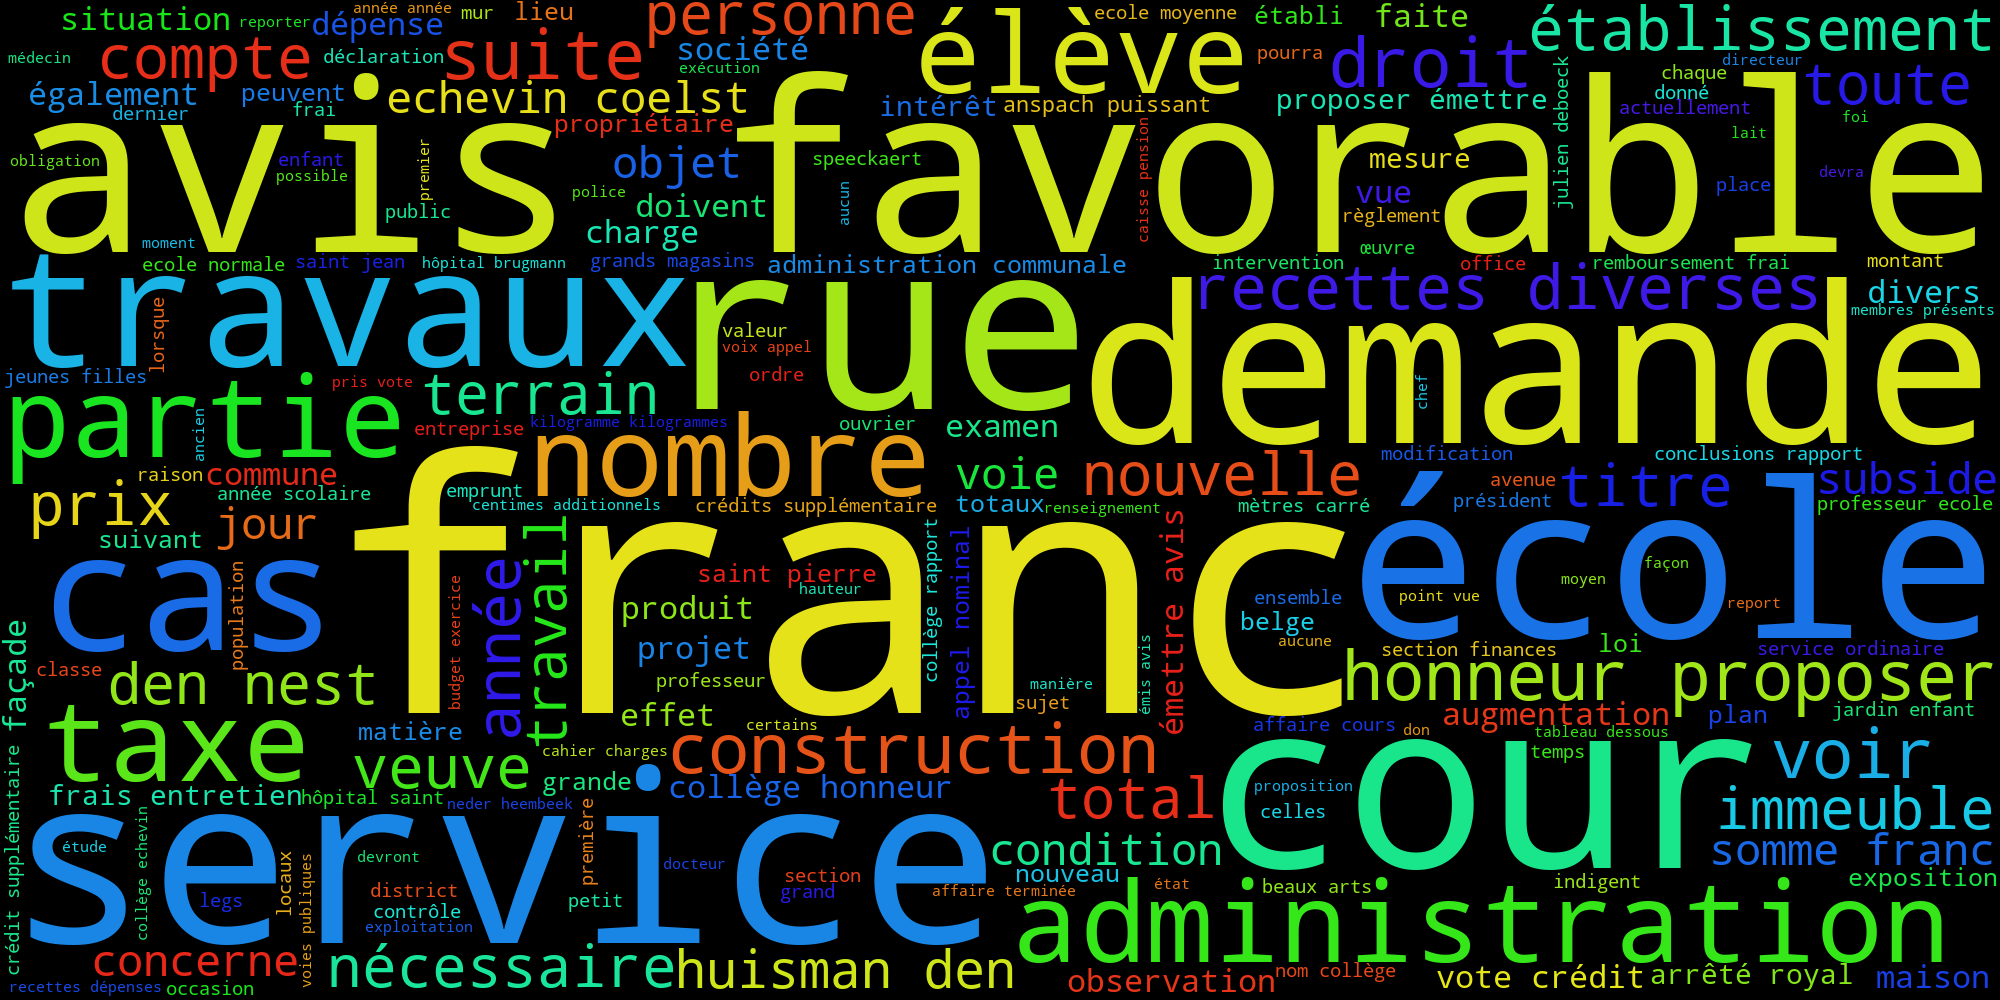 situation
reporter
dépense
année année
mur
lieu
personne
ecole moyenne
établi
faite
établissement
médecin
compte
déclaration
suite
société
exécution
élève
pourra
droit
directeur
toute
également
dernier
peuvent
frai
echevin coelst
propriétaire
intérêt
anspach puissant
proposer émettre
julien deboeck
chaque
donné
actuellement
lait
foi
avis favorable
obligation
enfant
possible
premier
public
objet
police
doivent
charge
speeckaert
aucun
caisse pension
mesure
vue
règlement
œuvre
place
devra
moment
ecole normale
saint jean
hôpital brugmann
grands magasins
administration communale
intervention
office
remboursement frai
montant
travaux
lorsque
rue
valeur
voix appel
ordre
recettes diverses
divers
membres présents
demande
chef
jeunes filles
pris vote
terrain
partie
ancien
entreprise
kilogramme kilogrammes
ouvrier
examen
nombre
modification
conclusions rapport
raison
commune
prix
année scolaire
emprunt
centimes additionnels
crédits supplémentaire
voie
totaux
renseignement
nouvelle
mètres carré
président
avenue
titre
subside
professeur ecole
jour
suivant
franc
école
cas
population
budget exercice
année
travail
saint pierre
hauteur
produit
projet
professeur
effet
certains
collège rapport
appel nominal
manière
sujet
émis avis
émettre avis
ensemble
belge
aucune
point vue
moyen
façon
report
section finances
loi
service ordinaire
façade
classe
den nest
honneur proposer
taxe
matière
veuve
cahier charges
grande
construction
affaire cours
don
augmentation
tableau dessous
temps
plan
jardin enfant
frais entretien
hôpital saint
neder heembeek
collège honneur
total
cour
proposition
celles
voir
immeuble
somme franc
crédit supplémentaire
étude
collège echevin
service
legs
locaux
voies publiques
devront
district
contrôle
exploitation
première
petit
docteur
section
grand
condition
nouveau
affaire terminée
état
beaux arts
indigent
exposition
administration
concerne
recettes dépenses
occasion
nécessaire
huisman den
observation
nom collège
vote crédit
arrêté royal
maison